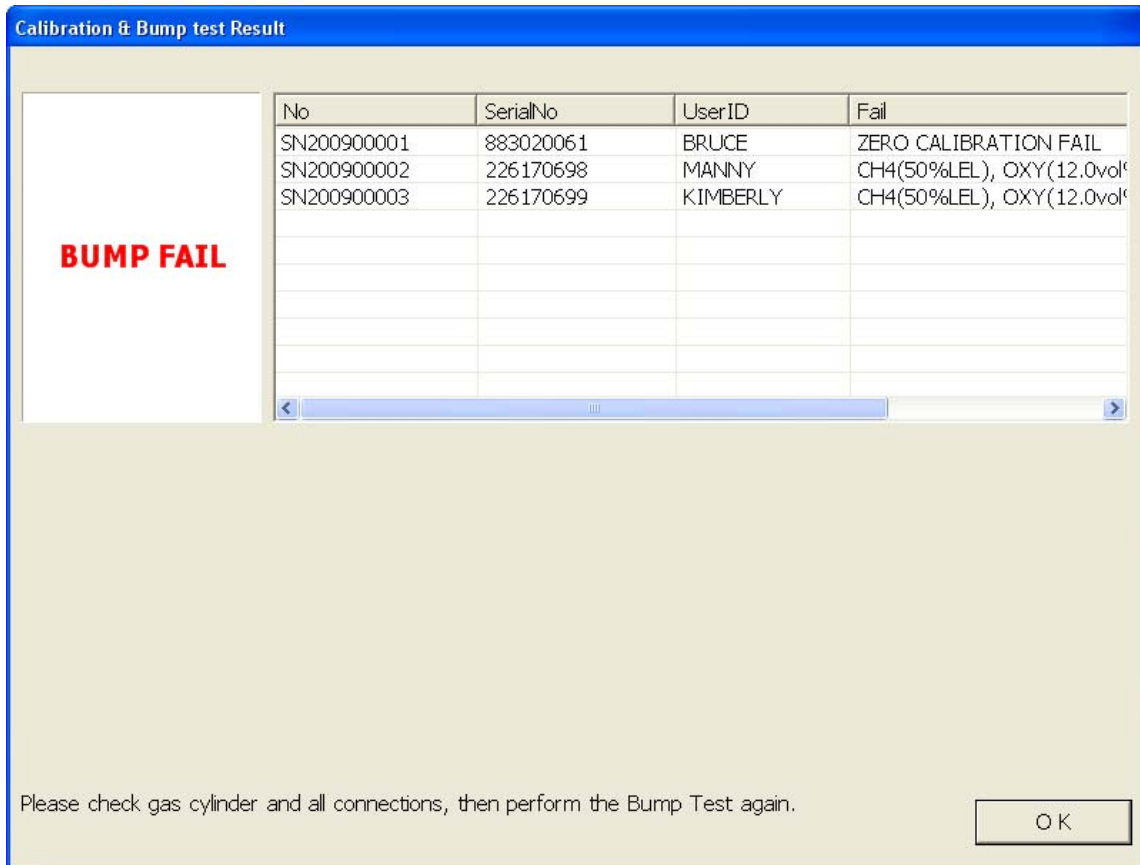 Calibration & Bump test Result
No SerialNo UserID Fail
SN200900001 883020061 BRUCE ZERO CALIBRATION FAIL
SN200900002 226170698 MANNY CH4(50%LEL), OXY(12.0vol%
SN200900003 226170699 KIMBERLY CH4(50%LEL), OXY(12.0vol%
BUMP FAIL
Please check gas cylinder and all connections, then perform the Bump Test again.
OK